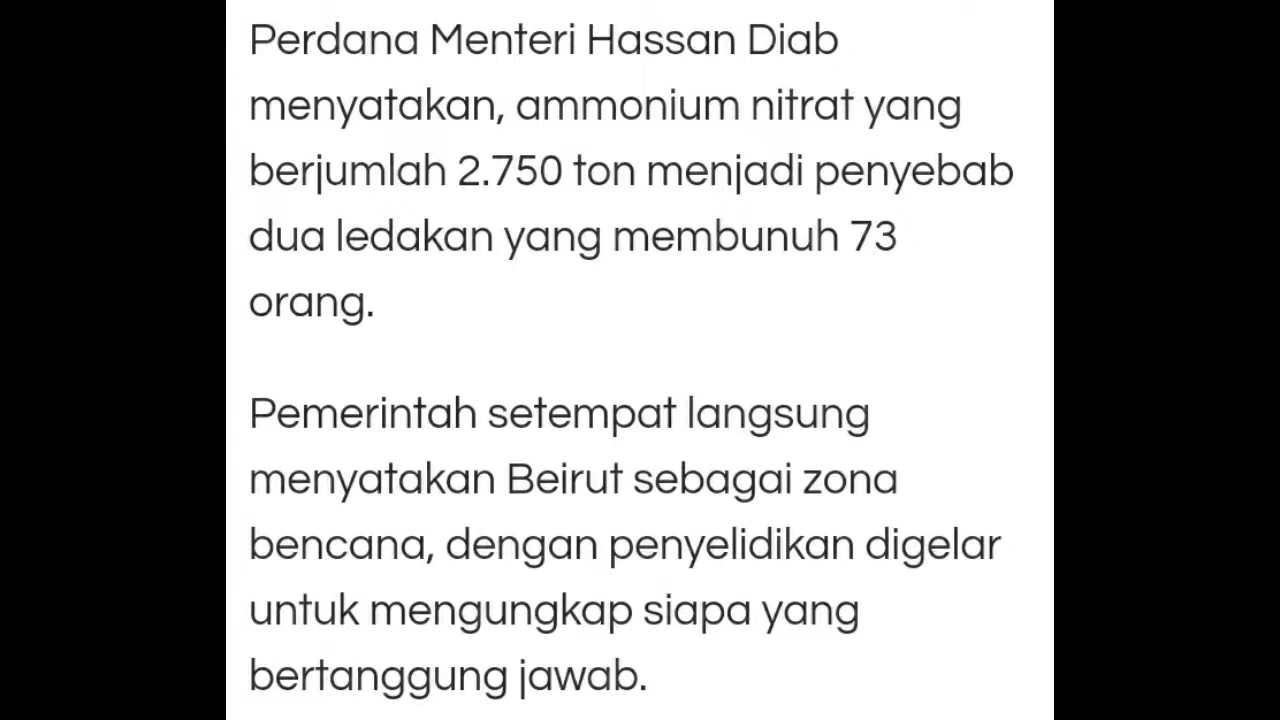 Perdana Menteri Hassan Diab
menyatakan, ammonium nitrat yang
berjumlah 2.750 ton menjadi penyebab
dua ledakan yang membunuh 73
orang.
Pemerintah setempat langsung
menyatakan Beirut sebagai zona
bencana, dengan penyelidikan digelar
untuk mengungkap siapa yang
bertanggung jawab.